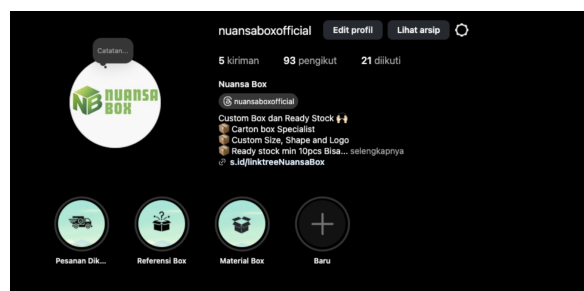 nuansaboxofficial Edit profil Lihat arsip
Catatan...
5 kiriman 93 pengikut 21 diikuti
NB NUANSA
BOX
Nuansa Box
nuansaboxofficial
Custom Box dan Ready Stock 🙌🏻
📦 Carton box Specialist
📦 Custom Size, Shape and Logo
📦 Ready stock min 10pcs Bisa... selengkapnya
s.id/linktreeNuansaBox
Pesanan Dik... Referensi Box Material Box Baru